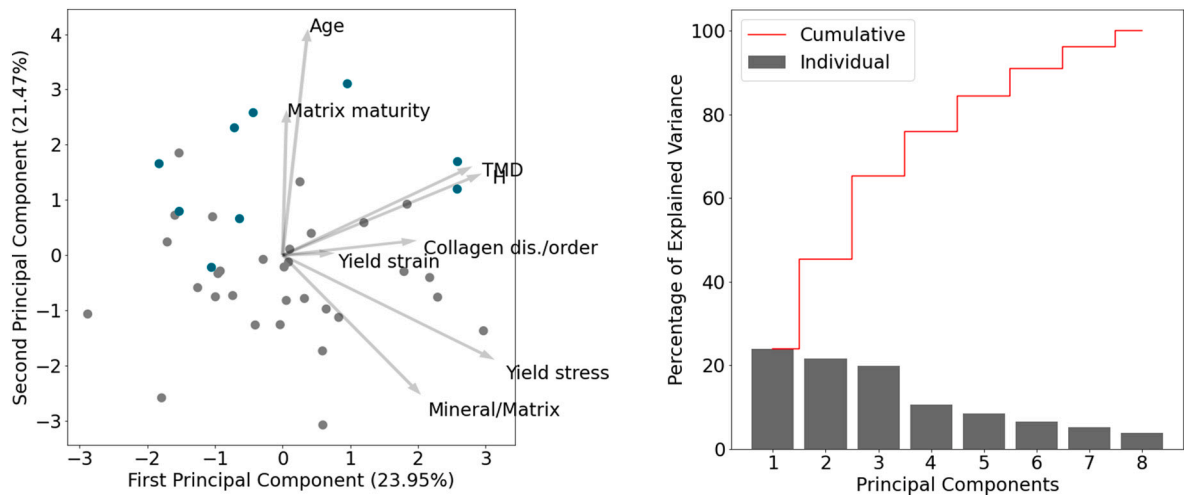 4
3
2
1
0
−1
−2
−3
Second Principal Component (21.47%)
Age
Matrix maturity
TMD
H
Collagen dis./order
Yield strain
Yield stress
Mineral/Matrix
−3 −2 −1 0 1 2 3
First Principal Component (23.95%)
100
80
60
40
20
0
Percentage of Explained Variance
Cumulative
Individual
1 2 3 4 5 6 7 8
Principal Components